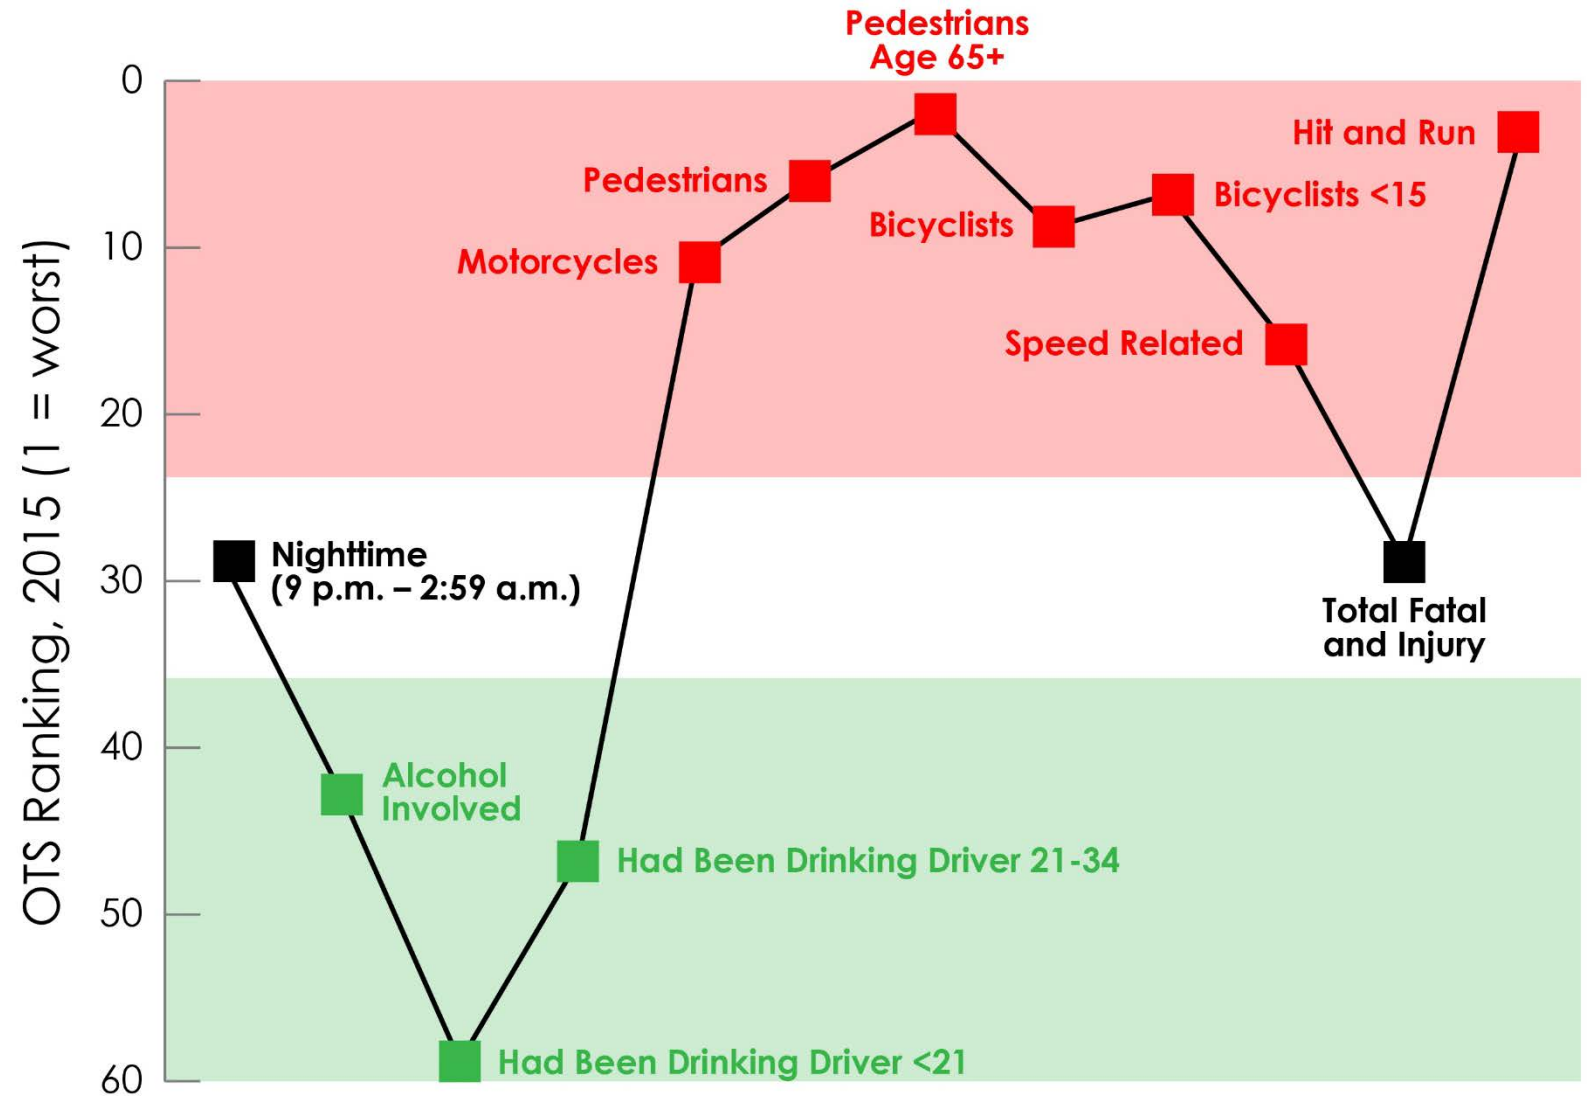 Pedestrians
Age 65+
0
Hit and Run
Pedestrians
Bicyclists <15
Bicyclists
10
Motorcycles
Speed Related
20
OTS Ranking, 2015 (1 = worst)
Nighttime
(9 p.m. – 2:59 a.m.)
30
Total Fatal
and Injury
40
Alcohol
Involved
Had Been Drinking Driver 21-34
50
Had Been Drinking Driver <21
60